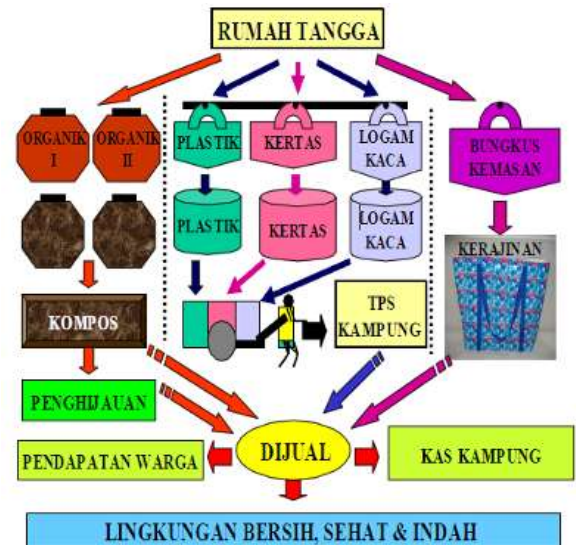 RUMAH TANGGA
ORGANIK
I
ORGANIK
II
PLASTIK
KERTAS
LOGAM
KACA
BUNGKUS
KEMASAN
PLASTIK
KERTAS
LOGAM
KACA
KERAJINAN
KOMPOS
TPS
KAMPUNG
PENGHIJAUAN
DIJUAL
PENDAPATAN WARGA
KAS KAMPUNG
LINGKUNGAN BERSIH, SEHAT & INDAH